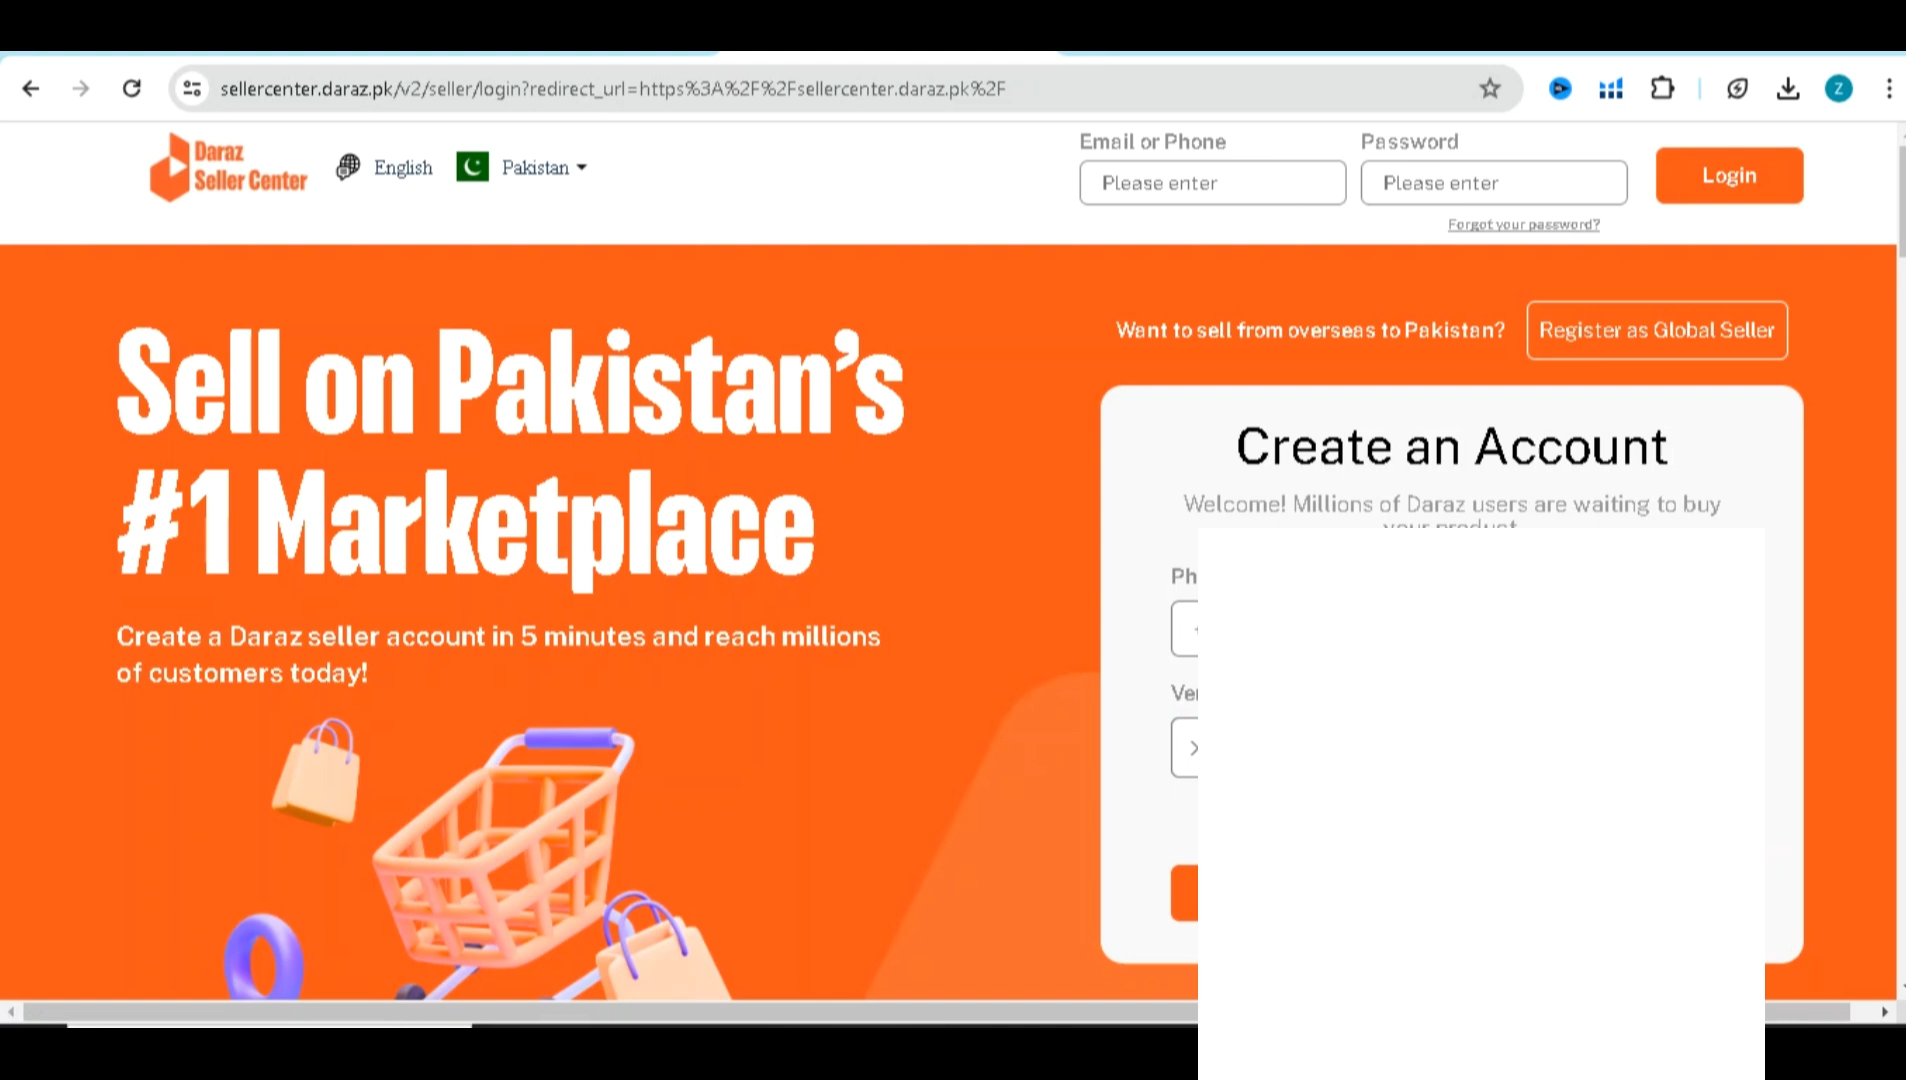 sellercenter.daraz.pk/v2/seller/login?redirect_url=https%3A%2F%2Fsellercenter.daraz.pk%2F
Z
Daraz
Seller Center
English
Pakistan
Email or Phone
Password
Please enter
Please enter
Login
Forgot your password?
Want to sell from overseas to Pakistan?
Register as Global Seller
Sell on Pakistan's
#1 Marketplace
Create a Daraz seller account in 5 minutes and reach millions
of customers today!
Create an Account
Welcome! Millions of Daraz users are waiting to buy
your product
Ph